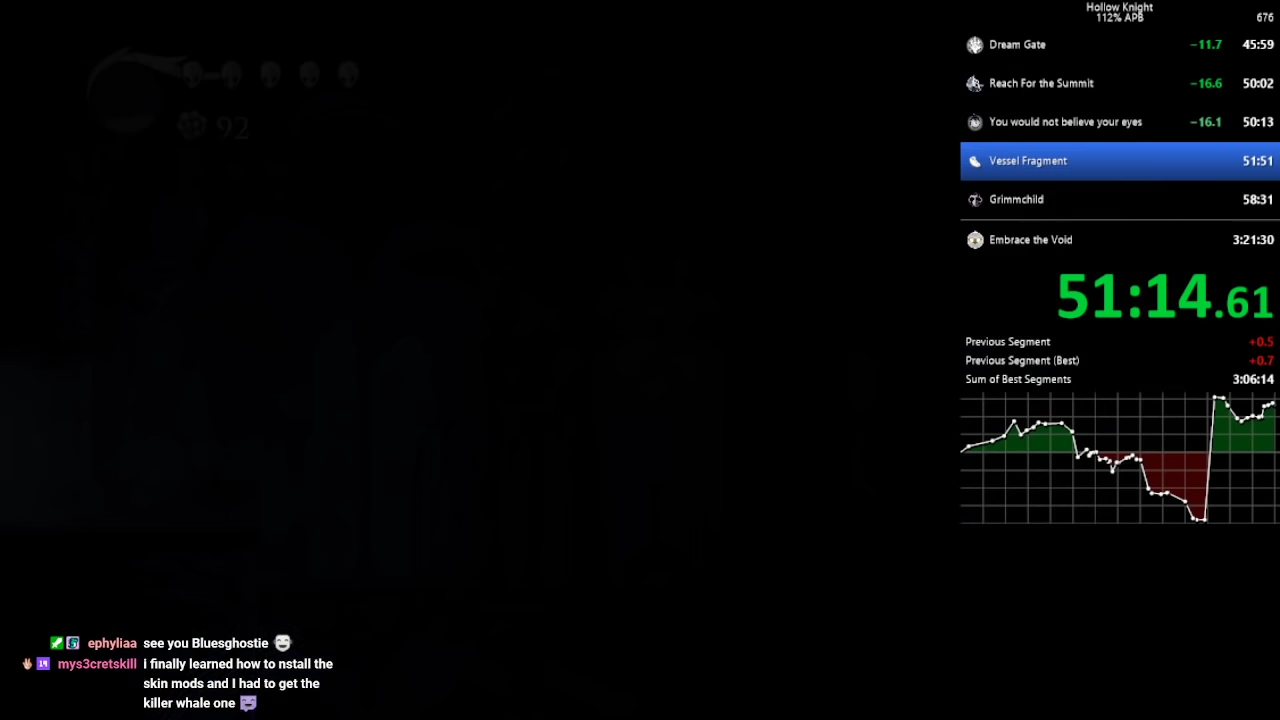 Hollow Knight
112% APB 676
Dream Gate −11.7 45:59
Reach For the Summit −16.6 50:02
You would not believe your eyes −16.1 50:13
Vessel Fragment 51:51
Grimmchild 58:31
Embrace the Void 3:21:30
51:14.61
Previous Segment +0.5
Previous Segment (Best) +0.7
Sum of Best Segments 3:06:14
92
ephyliaa see you Bluesghostie
mys3cretskill i finally learned how to nstall the
skin mods and I had to get the
killer whale one